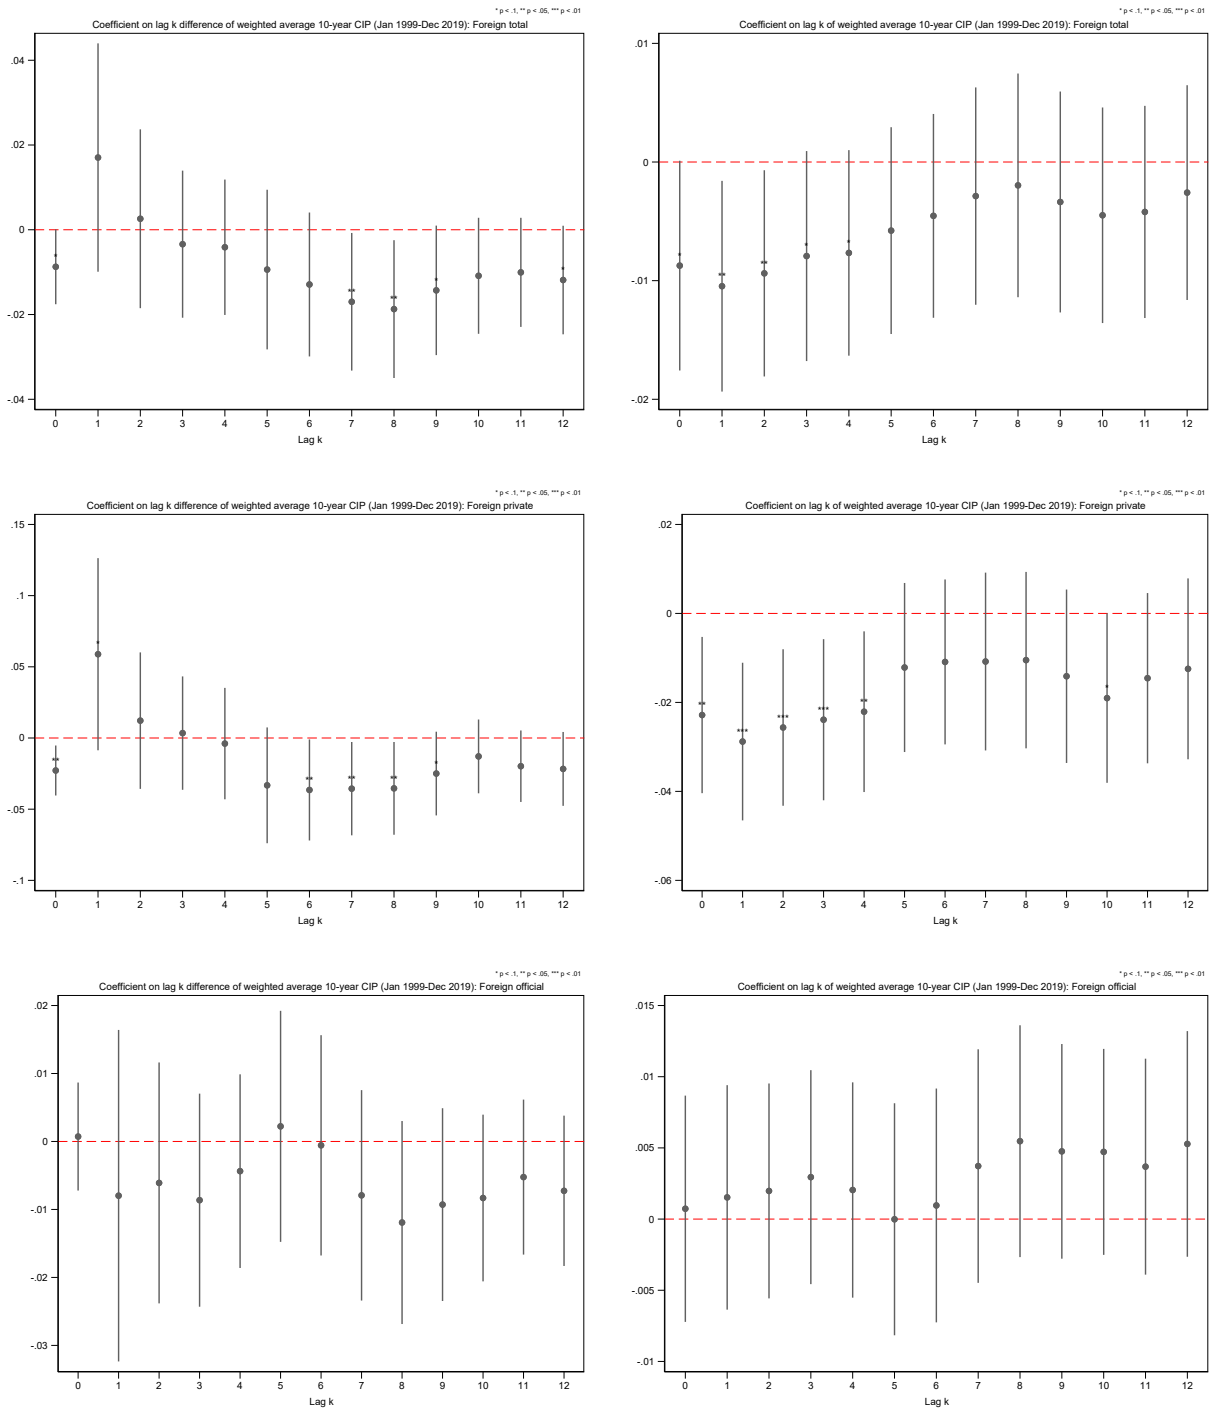 * p < .1, ** p < .05, *** p < .01
Coefficient on lag k difference of weighted average 10-year CIP (Jan 1999-Dec 2019): Foreign total
.04
.02
0
-.02
-.04
*
**
**
*
*
0 1 2 3 4 5 6 7 8 9 10 11 12
Lag k
* p < .1, ** p < .05, *** p < .01
Coefficient on lag k of weighted average 10-year CIP (Jan 1999-Dec 2019): Foreign total
.01
0
-.01
-.02
*
**
**
*
*
0 1 2 3 4 5 6 7 8 9 10 11 12
Lag k
* p < .1, ** p < .05, *** p < .01
Coefficient on lag k difference of weighted average 10-year CIP (Jan 1999-Dec 2019): Foreign private
.15
.1
.05
0
-.05
-.1
**
*
**
**
**
*
0 1 2 3 4 5 6 7 8 9 10 11 12
Lag k
* p < .1, ** p < .05, *** p < .01
Coefficient on lag k of weighted average 10-year CIP (Jan 1999-Dec 2019): Foreign private
.02
0
-.02
-.04
-.06
**
***
***
***
**
*
0 1 2 3 4 5 6 7 8 9 10 11 12
Lag k
* p < .1, ** p < .05, *** p < .01
Coefficient on lag k difference of weighted average 10-year CIP (Jan 1999-Dec 2019): Foreign official
.02
.01
0
-.01
-.02
-.03
0 1 2 3 4 5 6 7 8 9 10 11 12
Lag k
* p < .1, ** p < .05, *** p < .01
Coefficient on lag k of weighted average 10-year CIP (Jan 1999-Dec 2019): Foreign official
.015
.01
.005
0
-.005
-.01
0 1 2 3 4 5 6 7 8 9 10 11 12
Lag k